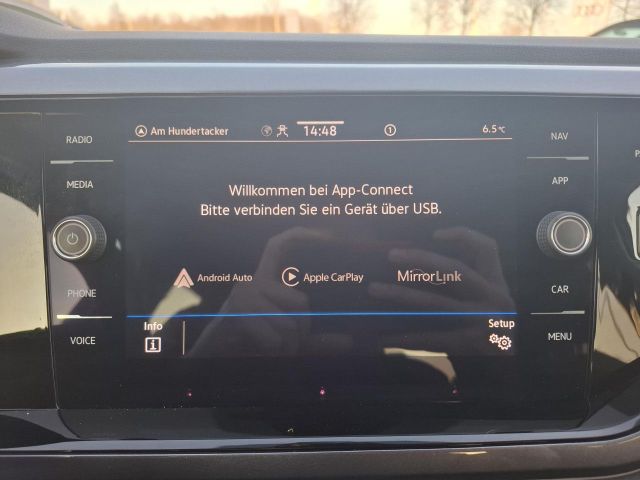 RADIO
MEDIA
PHONE
VOICE
Am Hundertacker
14:48
1
6.5°C
Willkommen bei App-Connect
Bitte verbinden Sie ein Gerät über USB.
Android Auto
Apple CarPlay
MirrorLink
Info
i
Setup
NAV
APP
CAR
MENU